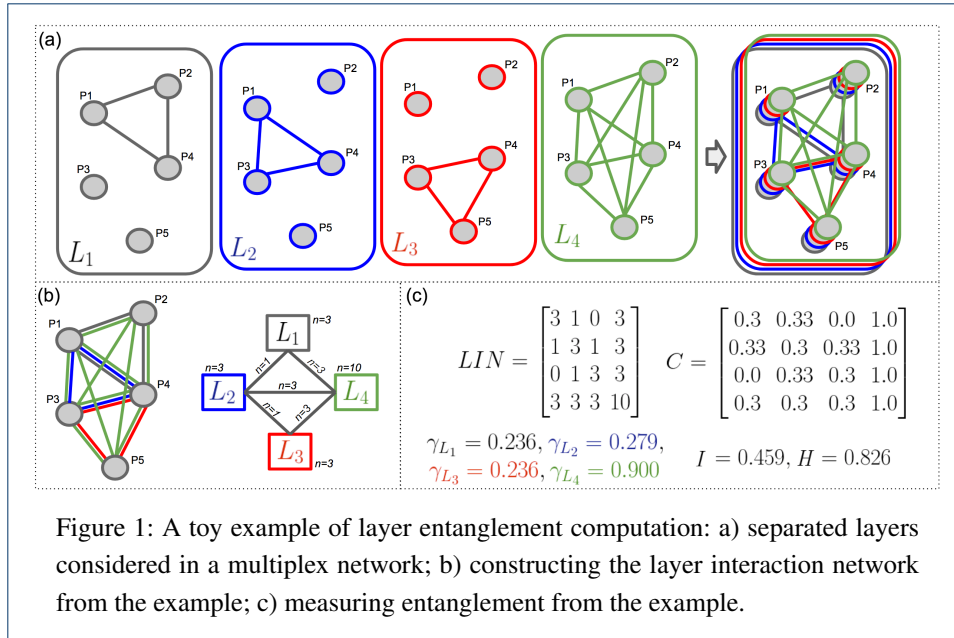 (a)
P1
P2
P4
P3
P5
L1
P2
P1
P4
P3
P5
L2
P2
P1
P4
P3
P5
L3
P2
P1
P4
P3
P5
L4
P1
P2
P3
P4
P5
(b)
P2
P1
P4
P3
P5
L1 n=3
n=3 n=1 n=3 n=10
L2 n=3 L4
n=1 n=3
L3 n=3
(c)
LIN =
3 1 0 3
1 3 1 3
0 1 3 3
3 3 3 10
C =
0.3 0.33 0.0 1.0
0.33 0.3 0.33 1.0
0.0 0.33 0.3 1.0
0.3 0.3 0.3 1.0
γL1 = 0.236, γL2 = 0.279,
γL3 = 0.236, γL4 = 0.900
I = 0.459, H = 0.826
Figure 1: A toy example of layer entanglement computation: a) separated layers
considered in a multiplex network; b) constructing the layer interaction network
from the example; c) measuring entanglement from the example.